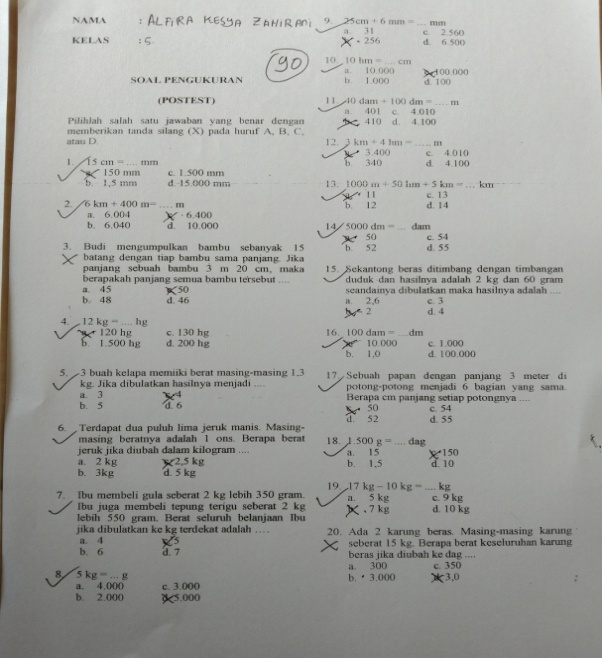 NAMA : ALFIRA KESYA ZAHIRANI
KELAS : 5
90
SOAL PENGUKURAN
(POSTEST)
Pilihlah salah satu jawaban yang benar dengan
memberikan tanda silang (X) pada huruf A, B, C,
atau D.
1. 15 cm = .... mm
a. 150 mm c. 1.500 mm
b. 1,5 mm d. 15.000 mm
2. 6 km + 400 m= .... m
a. 6.004 c. 6.400
b. 6.040 d. 10.000
3. Budi mengumpulkan bambu sebanyak 15
batang dengan tiap bambu sama panjang. Jika
panjang sebuah bambu 3 m 20 cm, maka
berapakah panjang semua bambu tersebut ....
a. 45 c. 50
b. 48 d. 46
4. 12 kg = .... hg
a. 120 hg c. 130 hg
b. 1.500 hg d. 200 hg
5. 3 buah kelapa memiiki berat masing-masing 1,3
kg. Jika dibulatkan hasilnya menjadi ....
a. 3 c. 4
b. 5 d. 6
6. Terdapat dua puluh lima jeruk manis. Masing-
masing beratnya adalah 1 ons. Berapa berat
jeruk jika diubah dalam kilogram ....
a. 2 kg c. 2,5 kg
b. 3kg d. 5 kg
7. Ibu membeli gula seberat 2 kg lebih 350 gram.
Ibu juga membeli tepung terigu seberat 2 kg
lebih 550 gram. Berat seluruh belanjaan Ibu
jika dibulatkan ke kg terdekat adalah ....
a. 4 c. 5
b. 6 d. 7
8. 5 kg = ... g
a. 4.000 c. 3.000
b. 2.000 d. 5.000
9. 25cm + 6 mm = .... mm
a. 31 c. 2.560
b. 256 d. 6.500
10. 10 hm = .... cm
a. 10.000 c. 100.000
b. 1.000 d. 100
11. 40 dam + 100 dm = .... m
a. 401 c. 4.010
b. 410 d. 4.100
12. 3 km + 4 hm = ..... m
a. 3.400 c. 4.010
b. 340 d. 4.100
13. 1000 m + 50 hm + 5 km = ... km
a. 11 c. 13
b. 12 d. 14
14. 5000 dm = ... dam
a. 50 c. 54
b. 52 d. 55
15. Sekantong beras ditimbang dengan timbangan
duduk dan hasilnya adalah 2 kg dan 60 gram
seandainya dibulatkan maka hasilnya adalah ....
a. 2,6 c. 3
b. 2 d. 4
16. 100 dam = ....dm
a. 10.000 c. 1.000
b. 1,0 d. 100.000
17. Sebuah papan dengan panjang 3 meter di
potong-potong menjadi 6 bagian yang sama.
Berapa cm panjang setiap potongnya ....
50 c. 54
d. 52 d. 55
18. 1.500 g = .... dag
a. 15 c. 150
b. 1,5 d. 10
19. 17 kg - 10 kg = .... kg
a. 5 kg c. 9 kg
b. 7 kg d. 10 kg
20. Ada 2 karung beras. Masing-masing karung
seberat 15 kg. Berapa berat keseluruhan karung
beras jika diubah ke dag ....
a. 300 c. 350
b. 3.000 d. 3,0